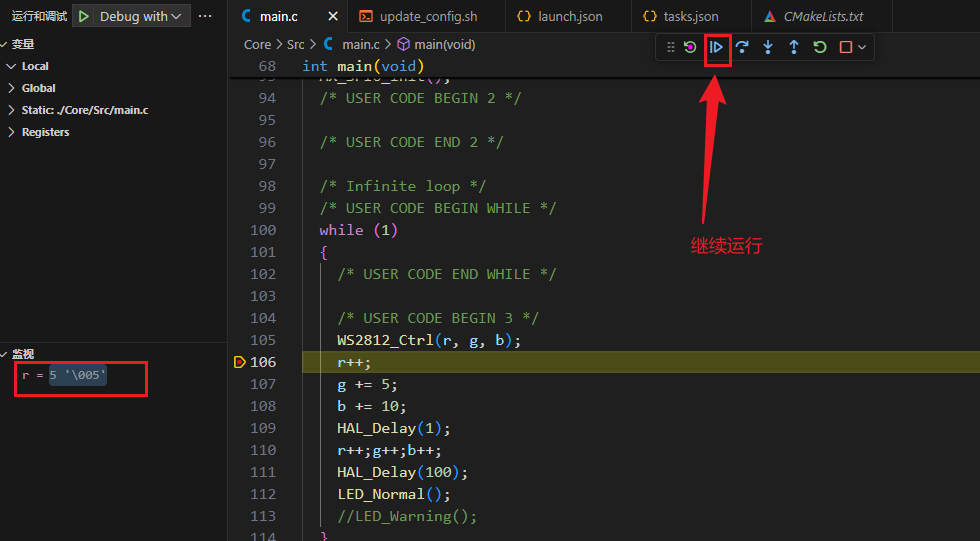 运行和调试 Debug with
main.c update_config.sh launch.json tasks.json CMakeLists.txt
变量
Local
Global
Static: ./Core/Src/main.c
Registers
监视
r = 5 '\005'
Core > Src > main.c > main(void)
68 int main(void)
94 /* USER CODE BEGIN 2 */
95
96 /* USER CODE END 2 */
97
98 /* Infinite loop */
99 /* USER CODE BEGIN WHILE */
100 while (1)
101 {
102 /* USER CODE END WHILE */
103
104 /* USER CODE BEGIN 3 */
105 WS2812_Ctrl(r, g, b);
106 r++;
107 g += 5;
108 b += 10;
109 HAL_Delay(1);
110 r++;g++;b++;
111 HAL_Delay(100);
112 LED_Normal();
113 //LED_Warning();
114 }
继续运行